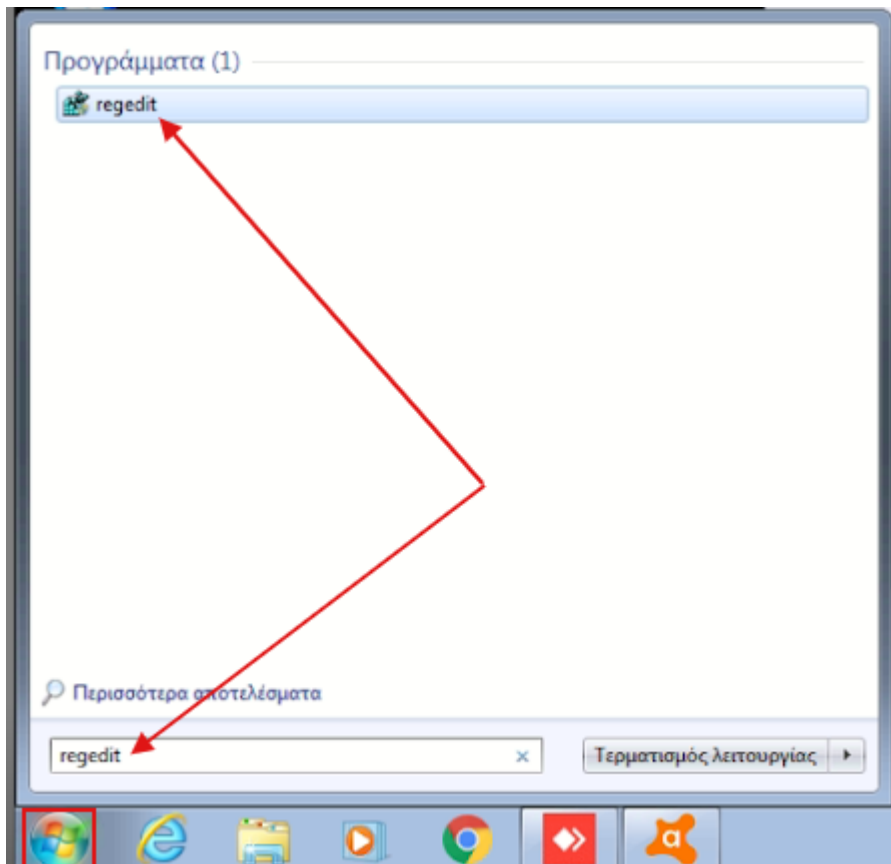 Προγράμματα (1)
regedit
Περισσότερα αποτελέσματα
regedit
Τερματισμός λειτουργίας